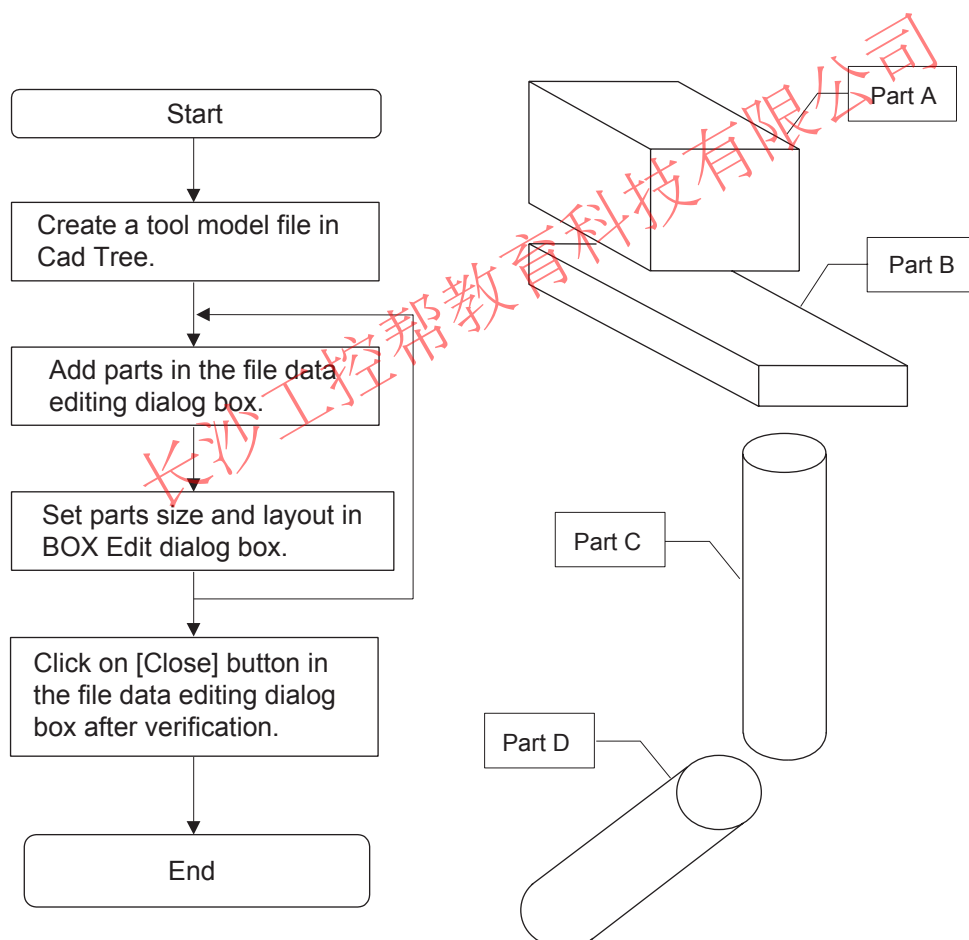 Start
Create a tool model file in
Cad Tree.
Add parts in the file data
editing dialog box.
Set parts size and layout in
BOX Edit dialog box.
Click on [Close] button in
the file data editing dialog
box after verification.
End
Part A
Part B
Part C
Part D
长沙工控帮教育科技有限公司